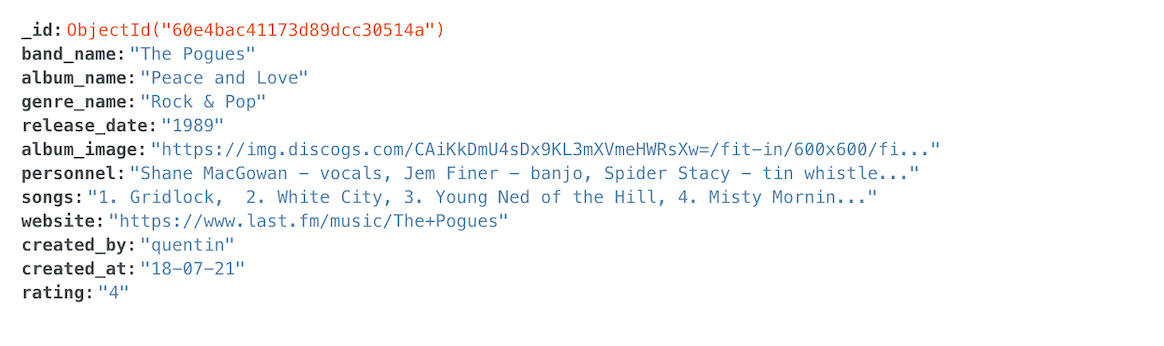 _id: ObjectId("60e4bac41173d89dcc30514a")
band_name: "The Pogues"
album_name: "Peace and Love"
genre_name: "Rock & Pop"
release_date: "1989"
album_image: "https://img.discogs.com/CAiKkDmU4sDx9KL3mXVmeHWRsXw=/fit-in/600x600/fi..."
personnel: "Shane MacGowan – vocals, Jem Finer – banjo, Spider Stacy – tin whistle..."
songs: "1. Gridlock,  2. White City, 3. Young Ned of the Hill, 4. Misty Mornin..."
website: "https://www.last.fm/music/The+Pogues"
created_by: "quentin"
created_at: "18-07-21"
rating: "4"